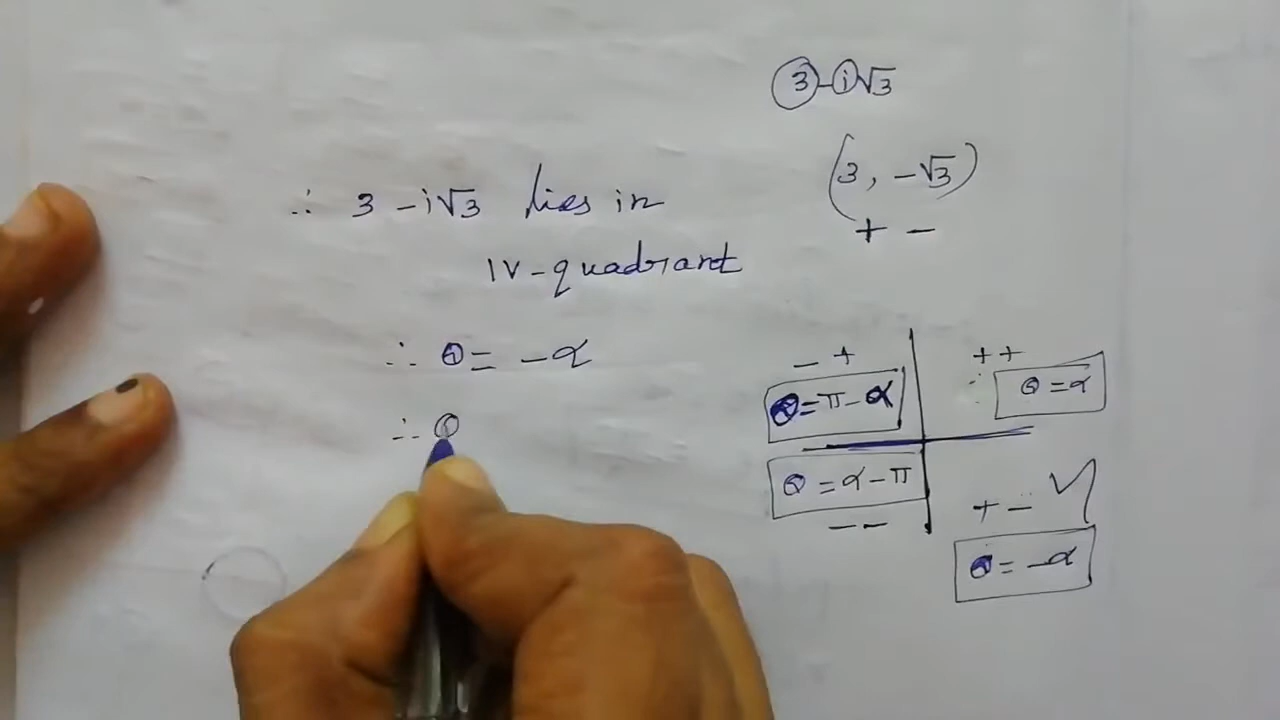 3-i√3
(3, -√3)
+ -
∴ 3-i√3 lies in
IV-quadrant
∴ θ= -α
∴ θ
- +
θ=π-α
++
∴ θ=α
θ=α-π
--
+-
θ=-α